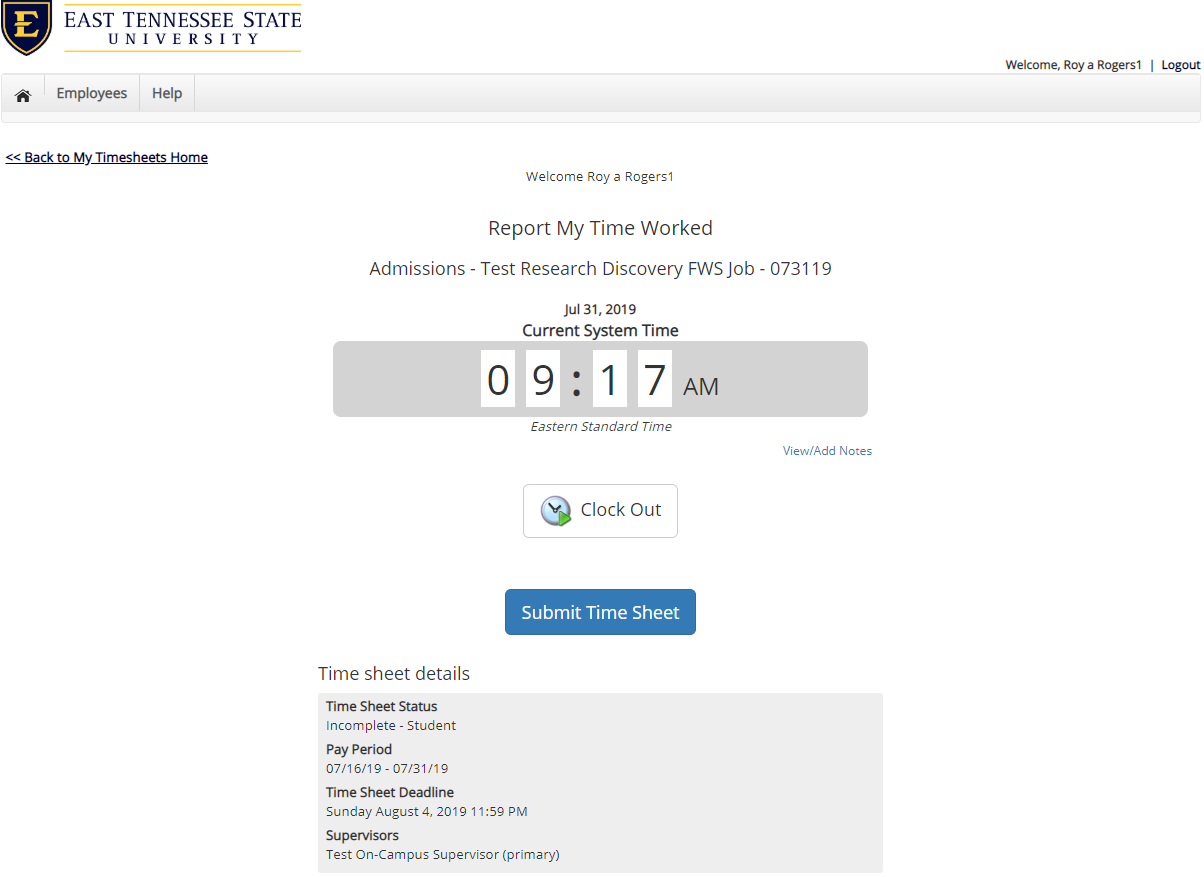 E
EAST TENNESSEE STATE
UNIVERSITY
Welcome, Roy a Rogers1 | Logout
Employees Help
<< Back to My Timesheets Home
Welcome Roy a Rogers1
Report My Time Worked
Admissions - Test Research Discovery FWS Job - 073119
Jul 31, 2019
Current System Time
09:17 AM
Eastern Standard Time
View/Add Notes
Clock Out
Submit Time Sheet
Time sheet details
Time Sheet Status
Incomplete - Student
Pay Period
07/16/19 - 07/31/19
Time Sheet Deadline
Sunday August 4, 2019 11:59 PM
Supervisors
Test On-Campus Supervisor (primary)